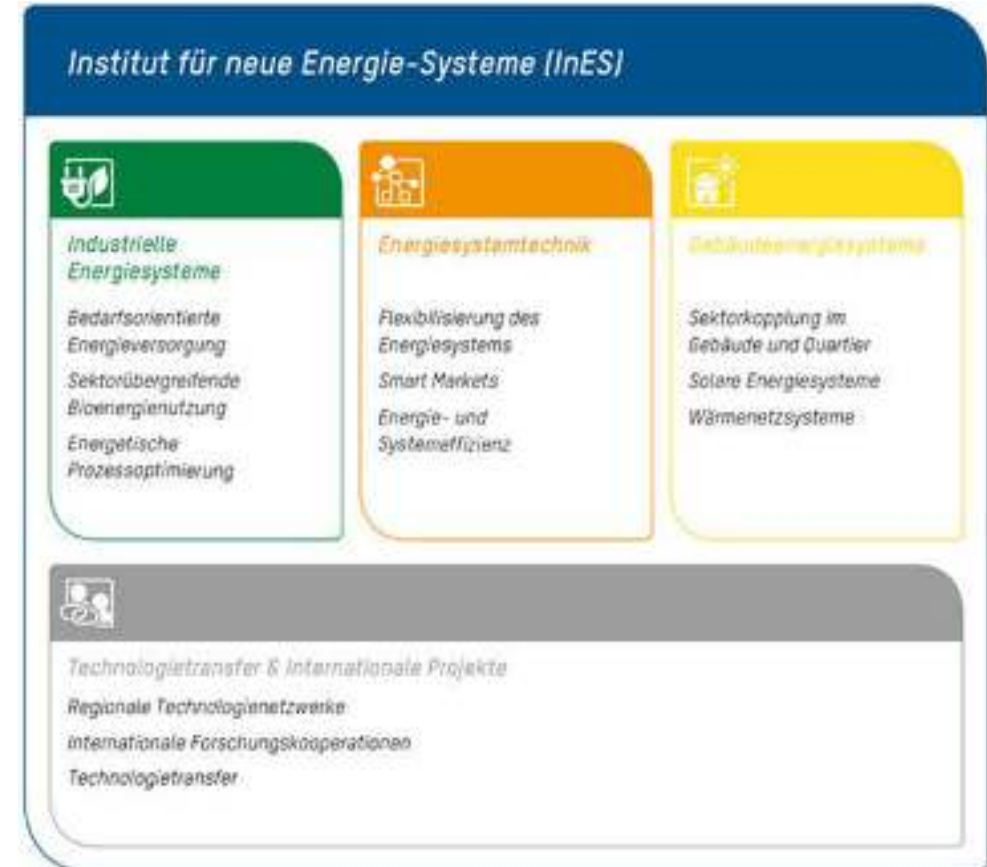 Institut für neue Energie-Systeme (InES)
Industrielle
Energiesysteme
Bedarfsorientierte
Energieversorgung
Sektorübergreifende
Bioenergienutzung
Energetische
Prozessoptimierung
Energiesystemtechnik
Flexibilisierung des
Energiesystems
Smart Markets
Energie- und
Systemeffizienz
Gebäudeenergiesysteme
Sektorkopplung im
Gebäude und Quartier
Solare Energiesysteme
Wärmenetzsysteme
Technologietransfer & Internationale Projekte
Regionale Technologienetzwerke
Internationale Forschungskooperationen
Technologietransfer